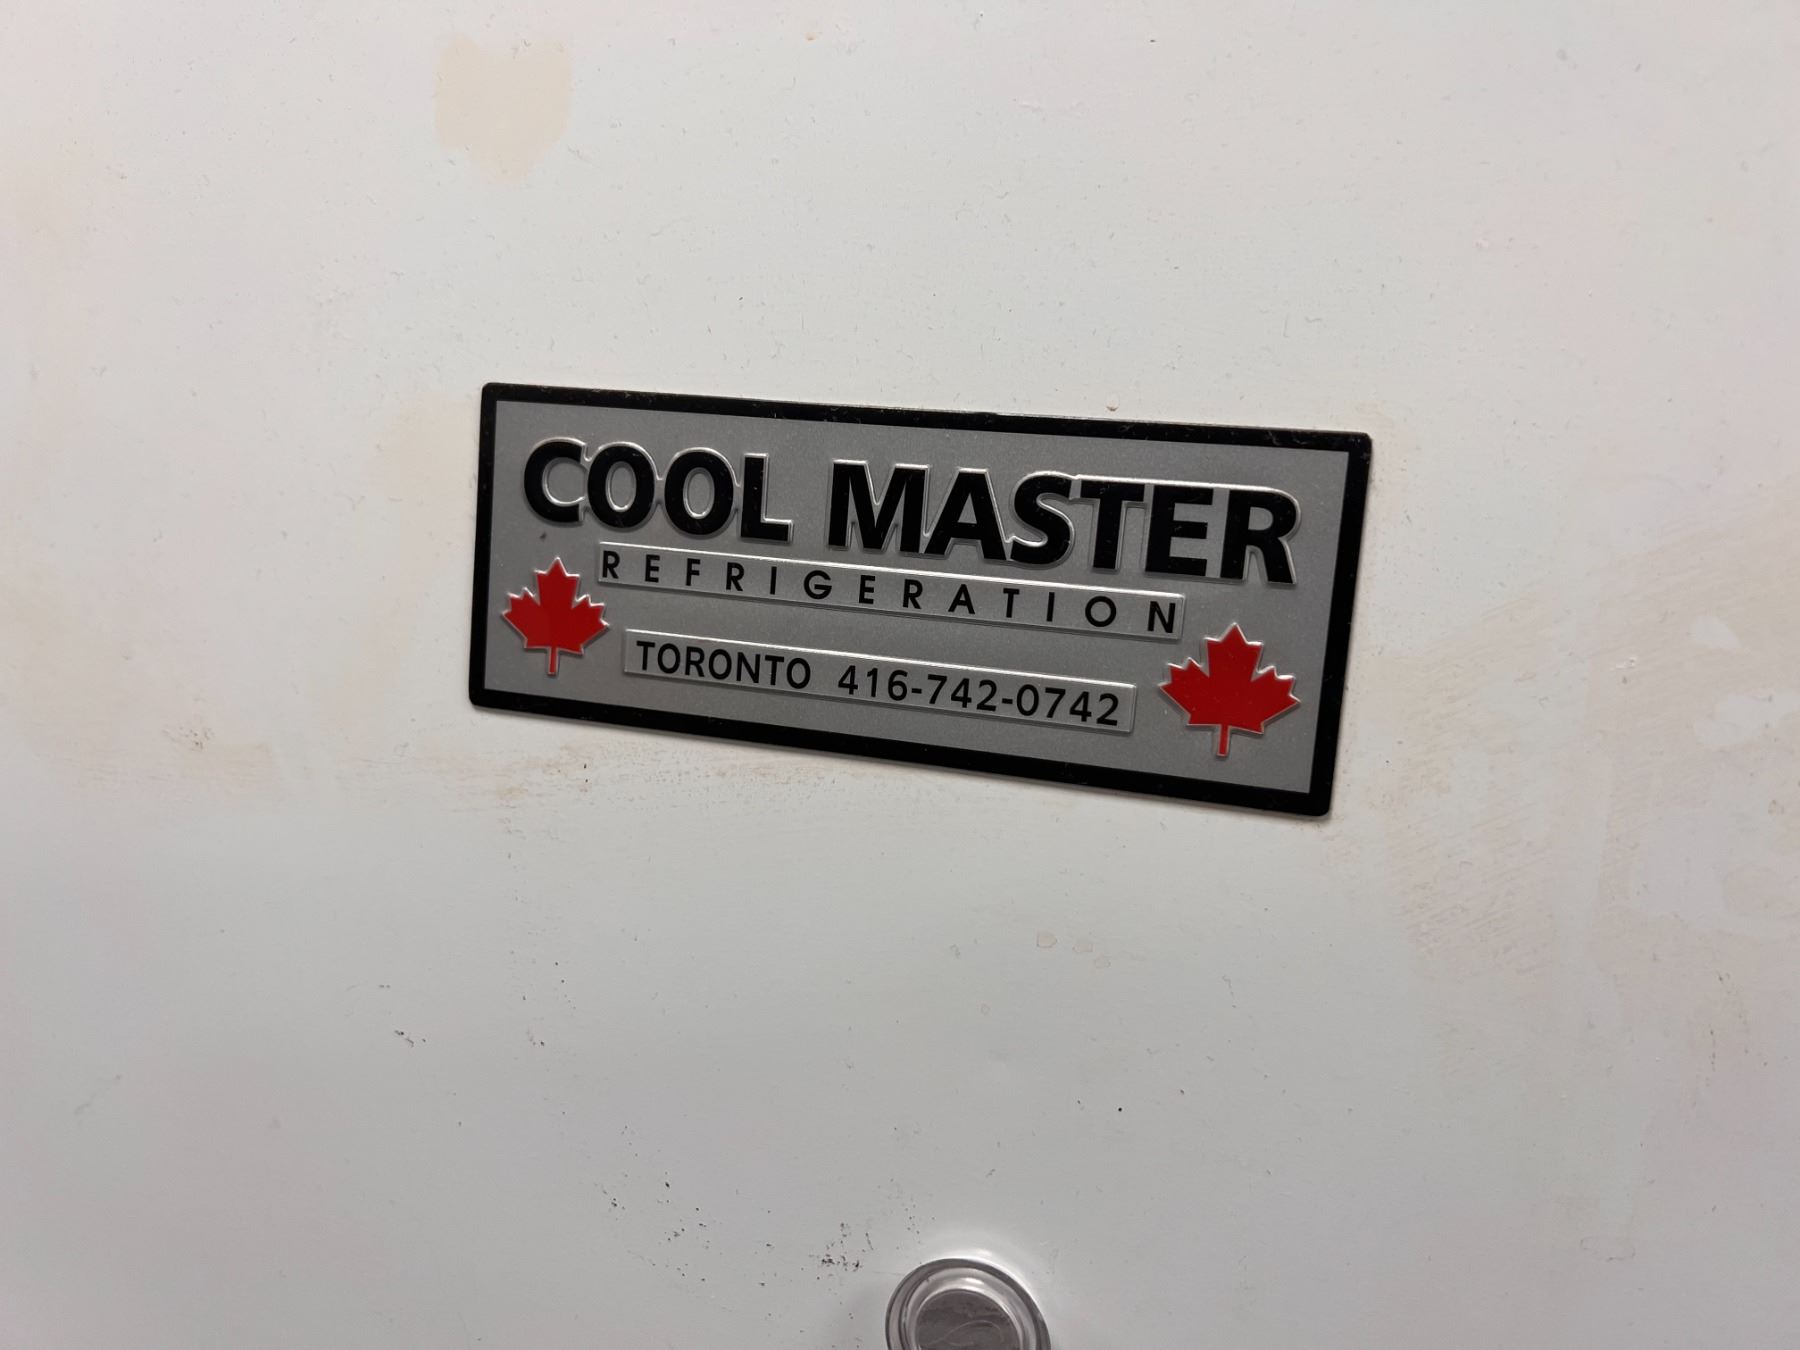 COOL MASTER
REFRIGERATION
TORONTO 416-742-0742